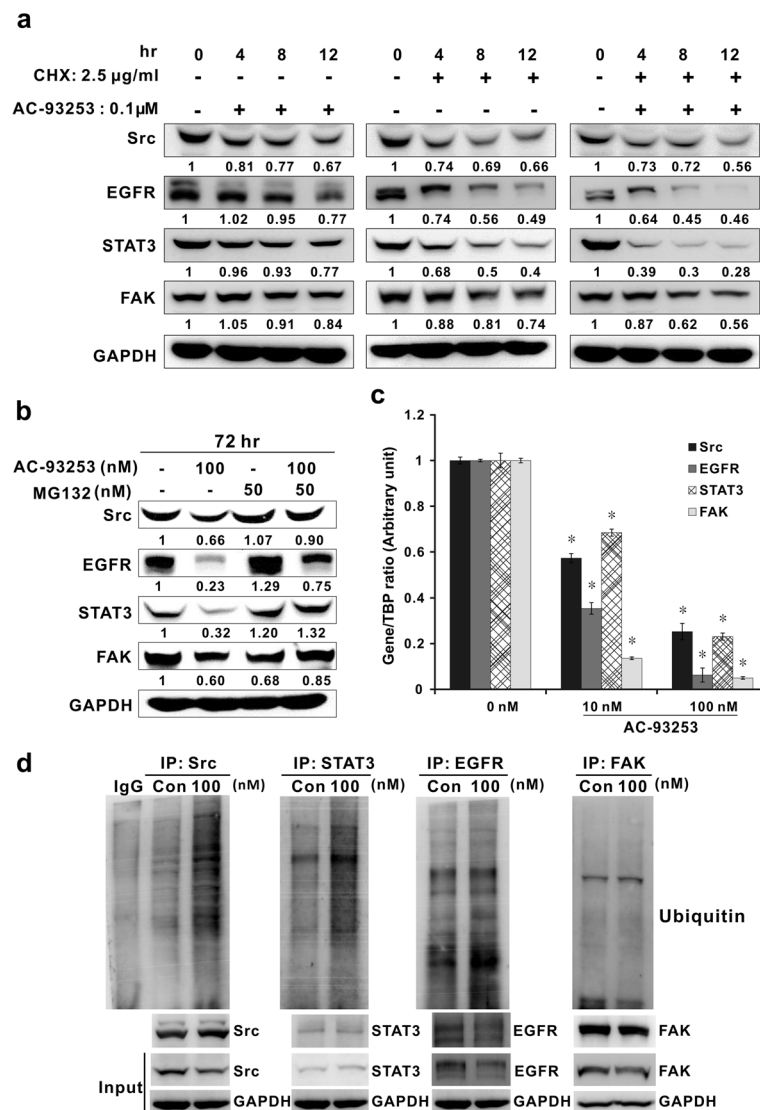 a
hr 0 4 8 12 0 4 8 12 0 4 8 12
CHX: 2.5 µg/ml - - - - - + + + - + + +
AC-93253 : 0.1µM - + + + - - - - - + + +
Src
1 0.81 0.77 0.67 1 0.74 0.69 0.66 1 0.73 0.72 0.56
EGFR
1 1.02 0.95 0.77 1 0.74 0.56 0.49 1 0.64 0.45 0.46
STAT3
1 0.96 0.93 0.77 1 0.68 0.5 0.4 1 0.39 0.3 0.28
FAK
1 1.05 0.91 0.84 1 0.88 0.81 0.74 1 0.87 0.62 0.56
GAPDH
b
72 hr
AC-93253 (nM) - 100 - 100
MG132 (nM) - - 50 50
Src
1 0.66 1.07 0.90
EGFR
1 0.23 1.29 0.75
STAT3
1 0.32 1.20 1.32
FAK
1 0.60 0.68 0.85
GAPDH
c
Gene/TBP ratio (Arbitrary unit)
1.2
1
0.8
0.6
0.4
0.2
0
Src
EGFR
STAT3
FAK
* * * *
* * * *
0 nM 10 nM 100 nM
AC-93253
d
IP: Src IP: STAT3 IP: EGFR IP: FAK
IgG Con 100 (nM) Con 100 Con 100 (nM) Con 100 (nM)
Ubiquitin
Src STAT3 EGFR FAK
Input Src STAT3 EGFR FAK
GAPDH GAPDH GAPDH GAPDH